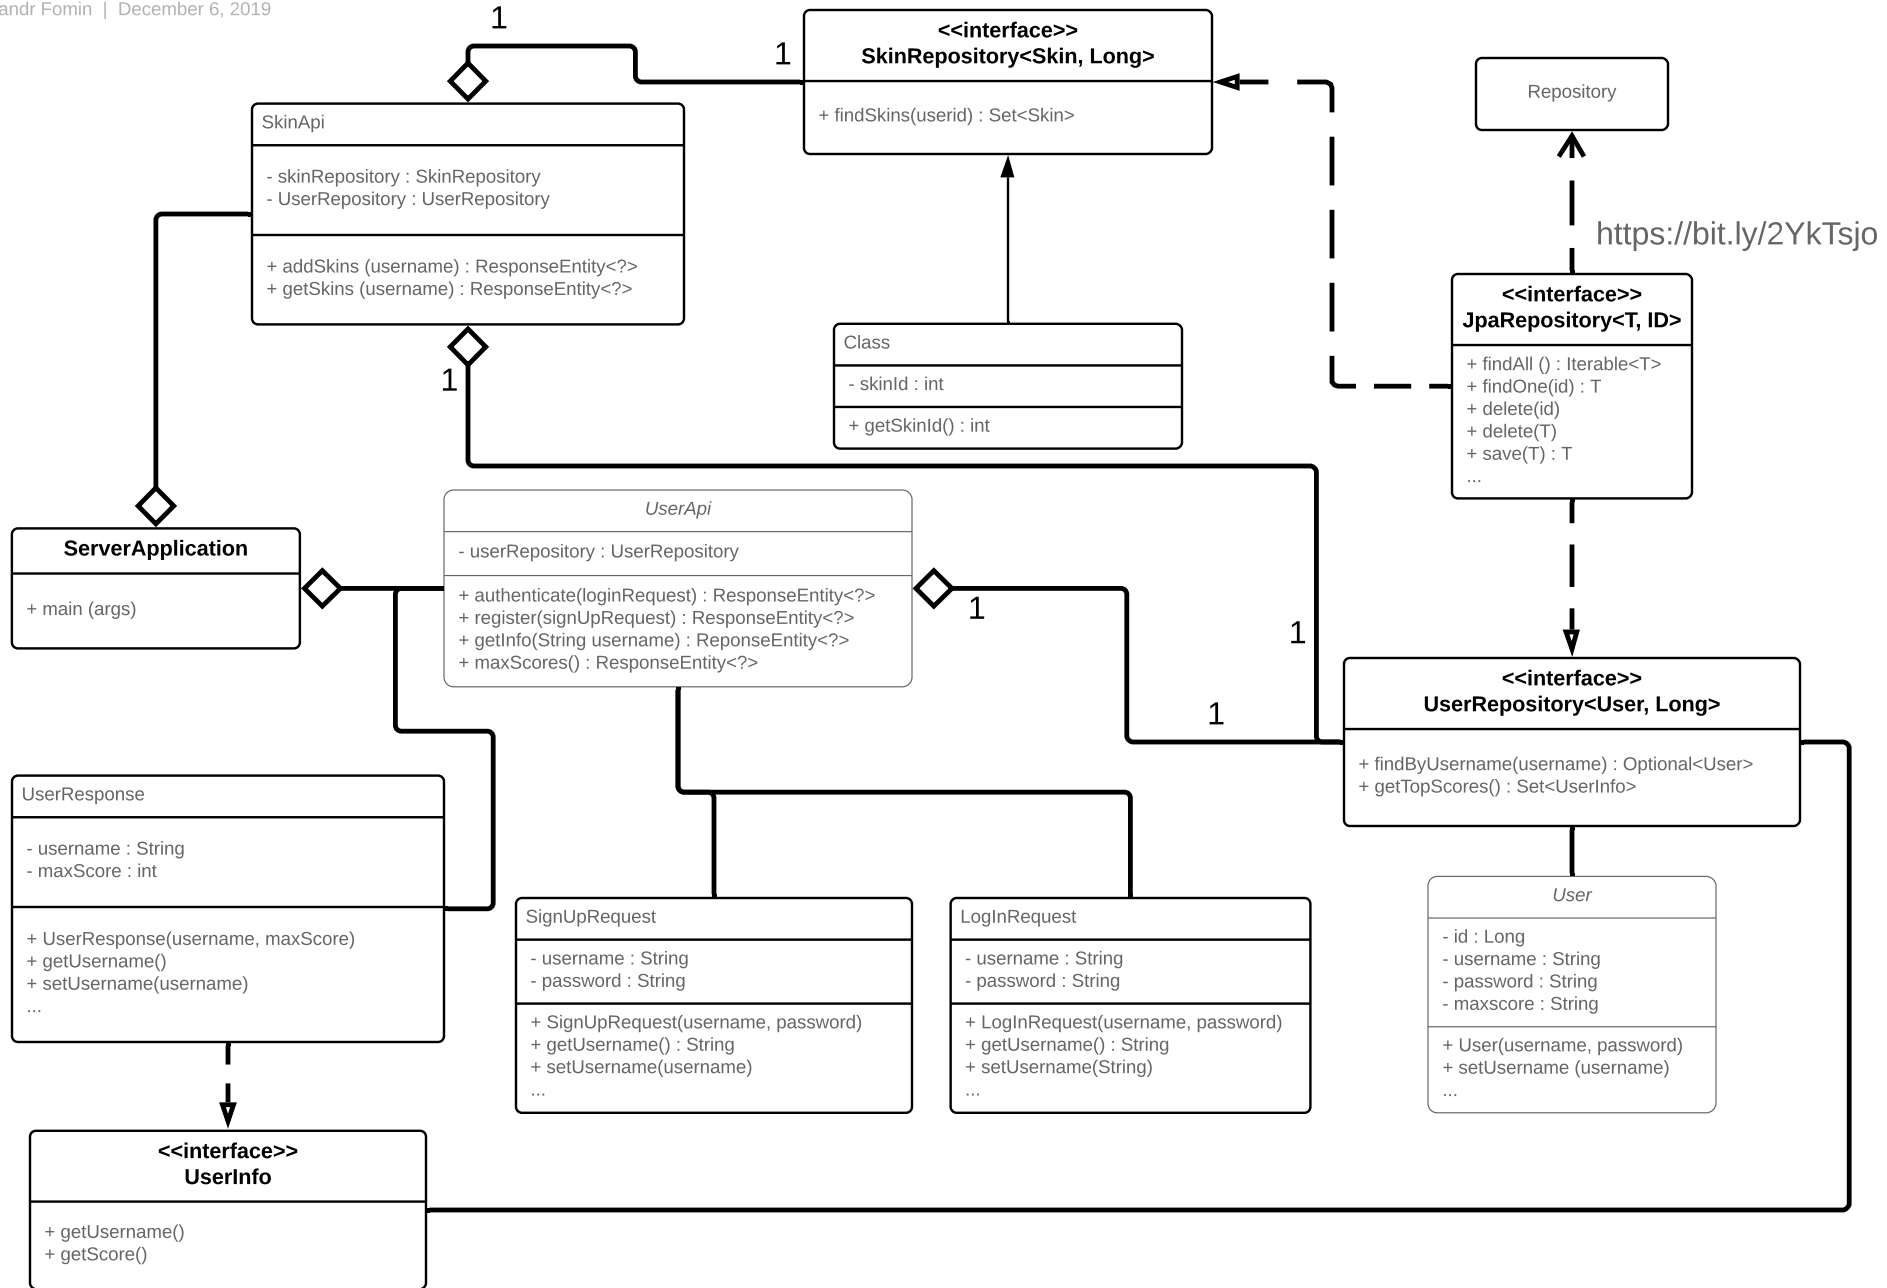 andr Fomin | December 6, 2019
1
1
<<interface>>
SkinRepository<Skin, Long>
+ findSkins(userid) : Set<Skin>
Repository
SkinApi
- skinRepository : SkinRepository
- UserRepository : UserRepository
+ addSkins (username) : ResponseEntity<?>
+ getSkins (username) : ResponseEntity<?>
1
https://bit.ly/2YkTsjo
<<interface>>
JpaRepository<T, ID>
+ findAll () : Iterable<T>
+ findOne(id) : T
+ delete(id)
+ delete(T)
+ save(T) : T
...
Class
- skinId : int
+ getSkinId() : int
ServerApplication
+ main (args)
UserApi
- userRepository : UserRepository
+ authenticate(loginRequest) : ResponseEntity<?>
+ register(signUpRequest) : ResponseEntity<?>
+ getInfo(String username) : ReponseEntity<?>
+ maxScores() : ResponseEntity<?>
1
1
1
<<interface>>
UserRepository<User, Long>
+ findByUsername(username) : Optional<User>
+ getTopScores() : Set<UserInfo>
UserResponse
- username : String
- maxScore : int
+ UserResponse(username, maxScore)
+ getUsername()
+ setUsername(username)
...
SignUpRequest
- username : String
- password : String
+ SignUpRequest(username, password)
+ getUsername() : String
+ setUsername(username)
...
LogInRequest
- username : String
- password : String
+ LogInRequest(username, password)
+ getUsername() : String
+ setUsername(String)
...
User
- id : Long
- username : String
- password : String
- maxscore : String
+ User(username, password)
+ setUsername (username)
...
<<interface>>
UserInfo
+ getUsername()
+ getScore()